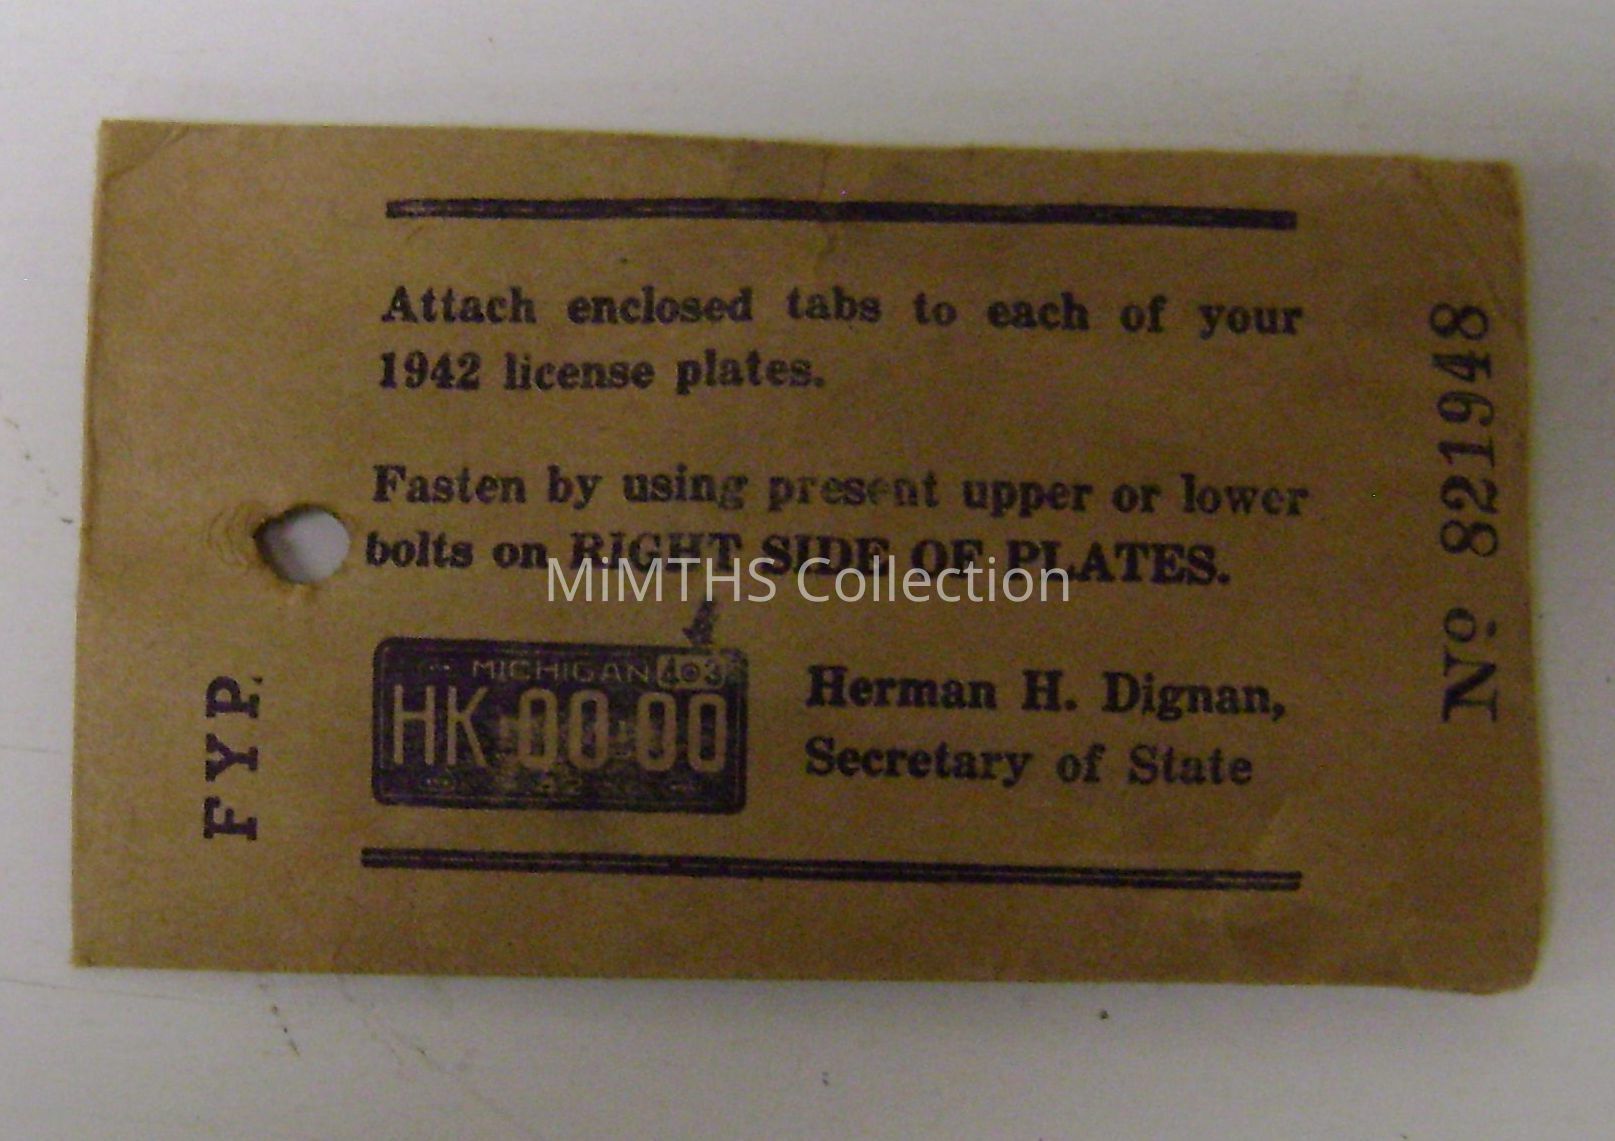 Attach enclosed tabs to each of your
1942 license plates.
Fasten by using present upper or lower
bolts on RIGHT SIDE OF PLATES.
MiMTHS Collection
MICHIGAN 403
HK-00-00
Herman H. Dignan,
Secretary of State
F Y P.
No. 821948